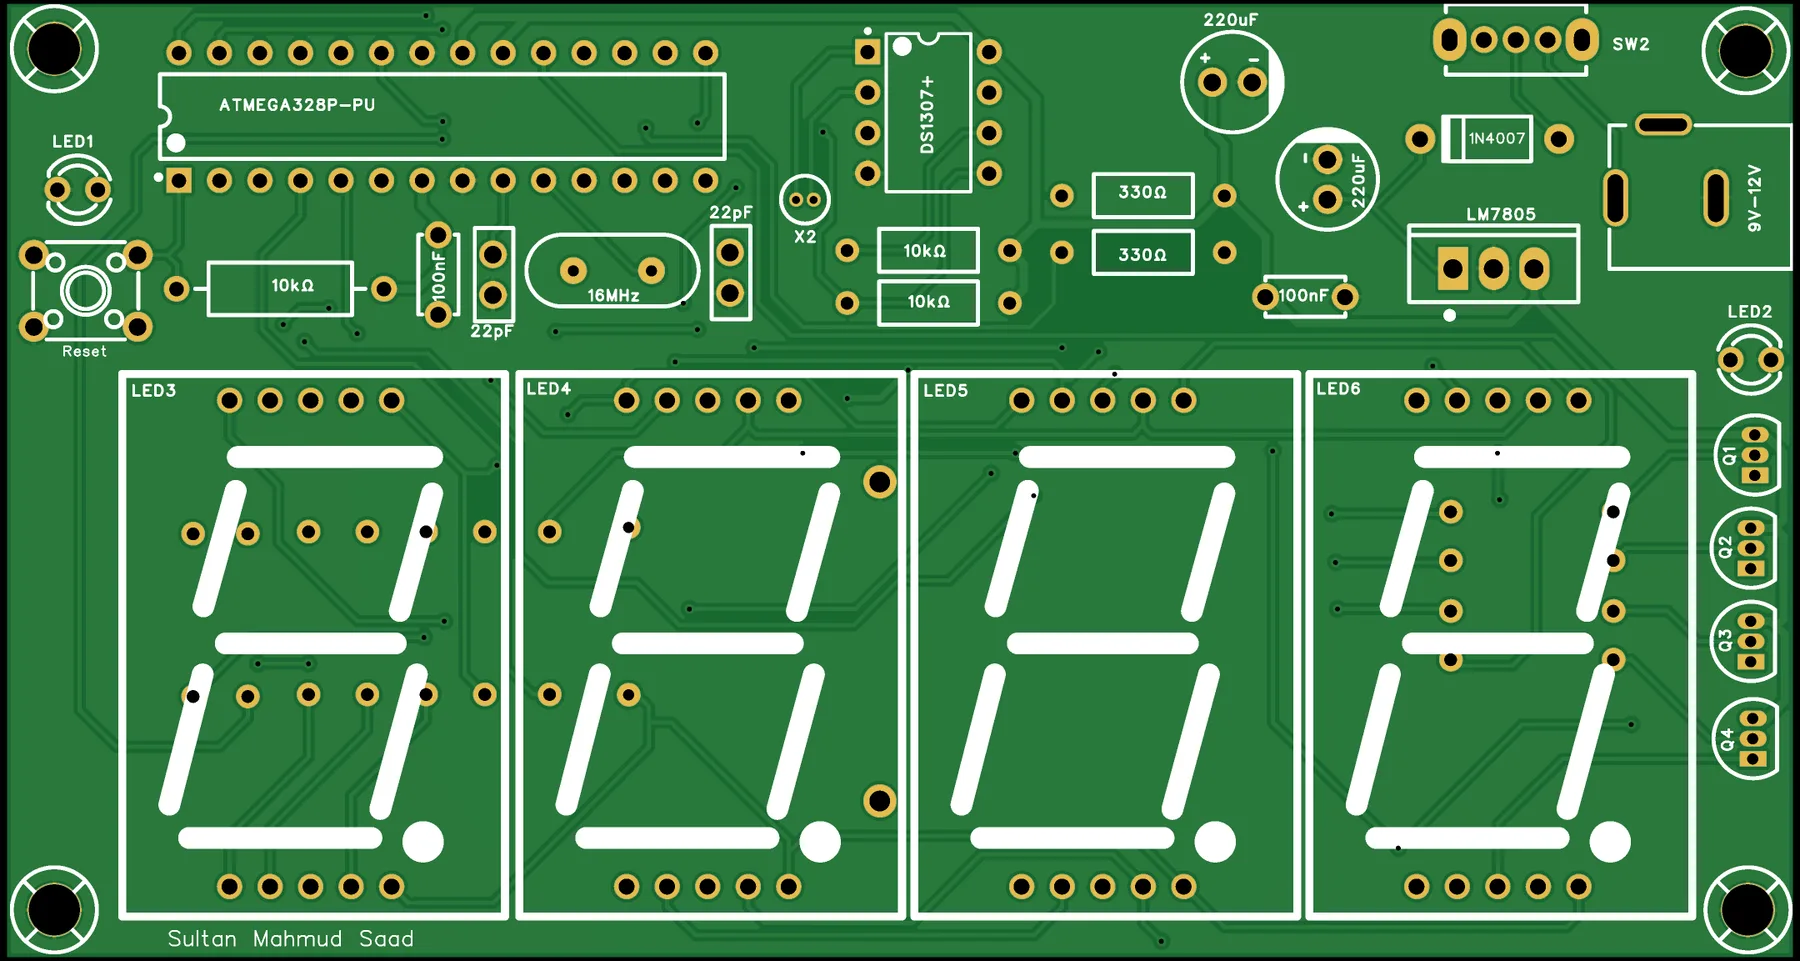 220uF
SW2
ATMEGA328P-PU
DS1307+
LED1
1N4007
220uF
9V-12V
330Ω
LM7805
22pF
X2
10kΩ
330Ω
100nF
10kΩ
16MHz
10kΩ
100nF
22pF
LED2
Reset
LED3
LED4
LED5
LED6
Q1
Q2
Q3
Q4
Sultan Mahmud Saad